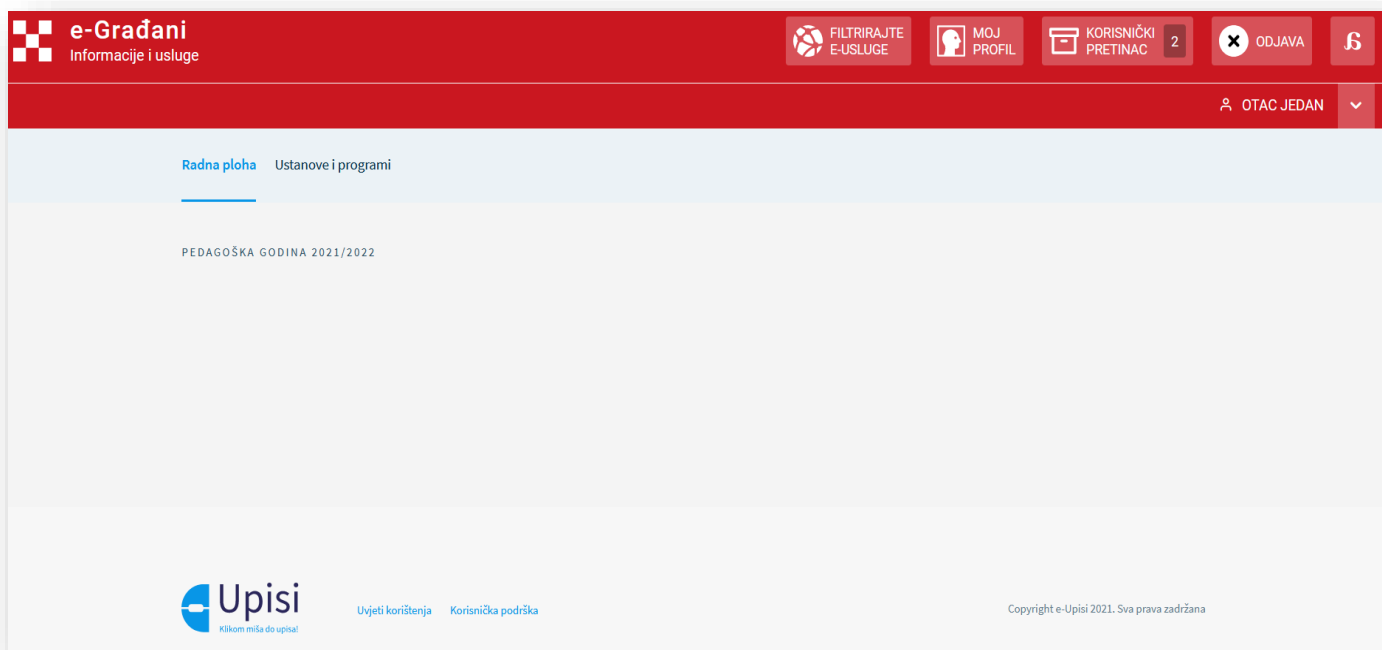 e-Građani
Informacije i usluge
FILTRIRAJTE
E-USLUGE
MOJ
PROFIL
KORISNIČKI
PRETINAC
2
ODJAVA
OTAC JEDAN
Radna ploha
Ustanove i programi
PEDAGOŠKA GODINA 2021/2022
Upisi
Klikom miša do upisa!
Uvjeti korištenja
Korisnička podrška
Copyright e-Upisi 2021. Sva prava zadržana